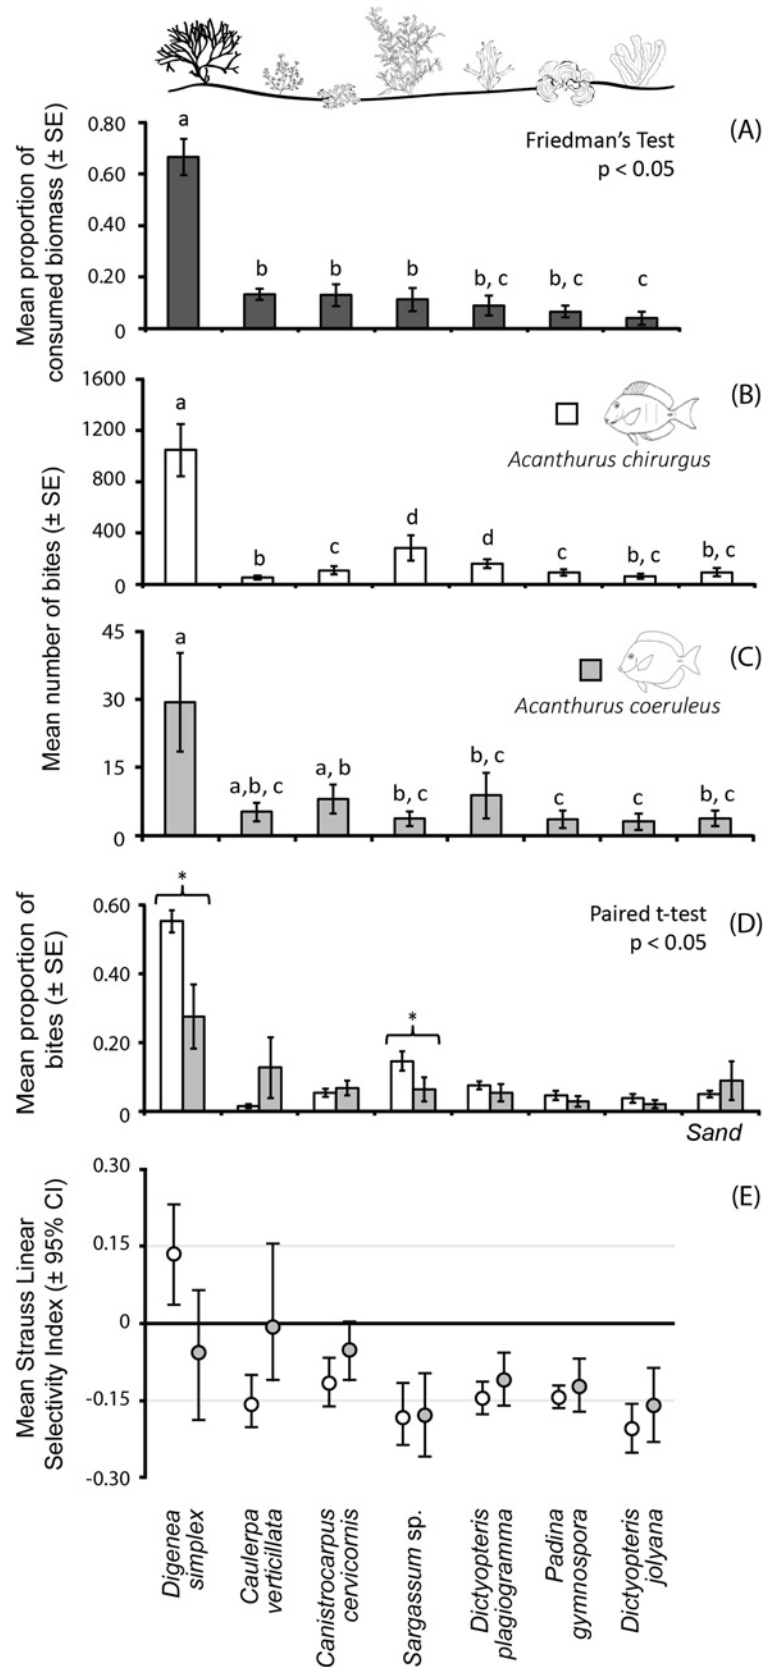 (A)
Friedman's Test
p < 0.05
Mean proportion of
consumed biomass (± SE)
0.80
0.60
0.40
0.20
0
a
b
b
b
b, c
b, c
c
(B)
Acanthurus chirurgus
Mean number of bites (± SE)
1600
1200
800
400
0
a
b
c
d
d
c
b, c
b, c
(C)
Acanthurus coeruleus
45
30
15
0
a
a,b, c
a, b
b, c
b, c
c
c
b, c
(D)
Paired t-test
p < 0.05
Mean proportion of
bites (± SE)
0.60
0.40
0.20
0
*
*
Sand
(E)
Mean Strauss Linear
Selectivity Index (± 95% CI)
0.30
0.15
0
-0.15
-0.30
Digenea
simplex
Caulerpa
verticillata
Canistrocarpus
cervicornis
Sargassum sp.
Dictyopteris
plagiogramma
Padina
gymnospora
Dictyopteris
jolyana